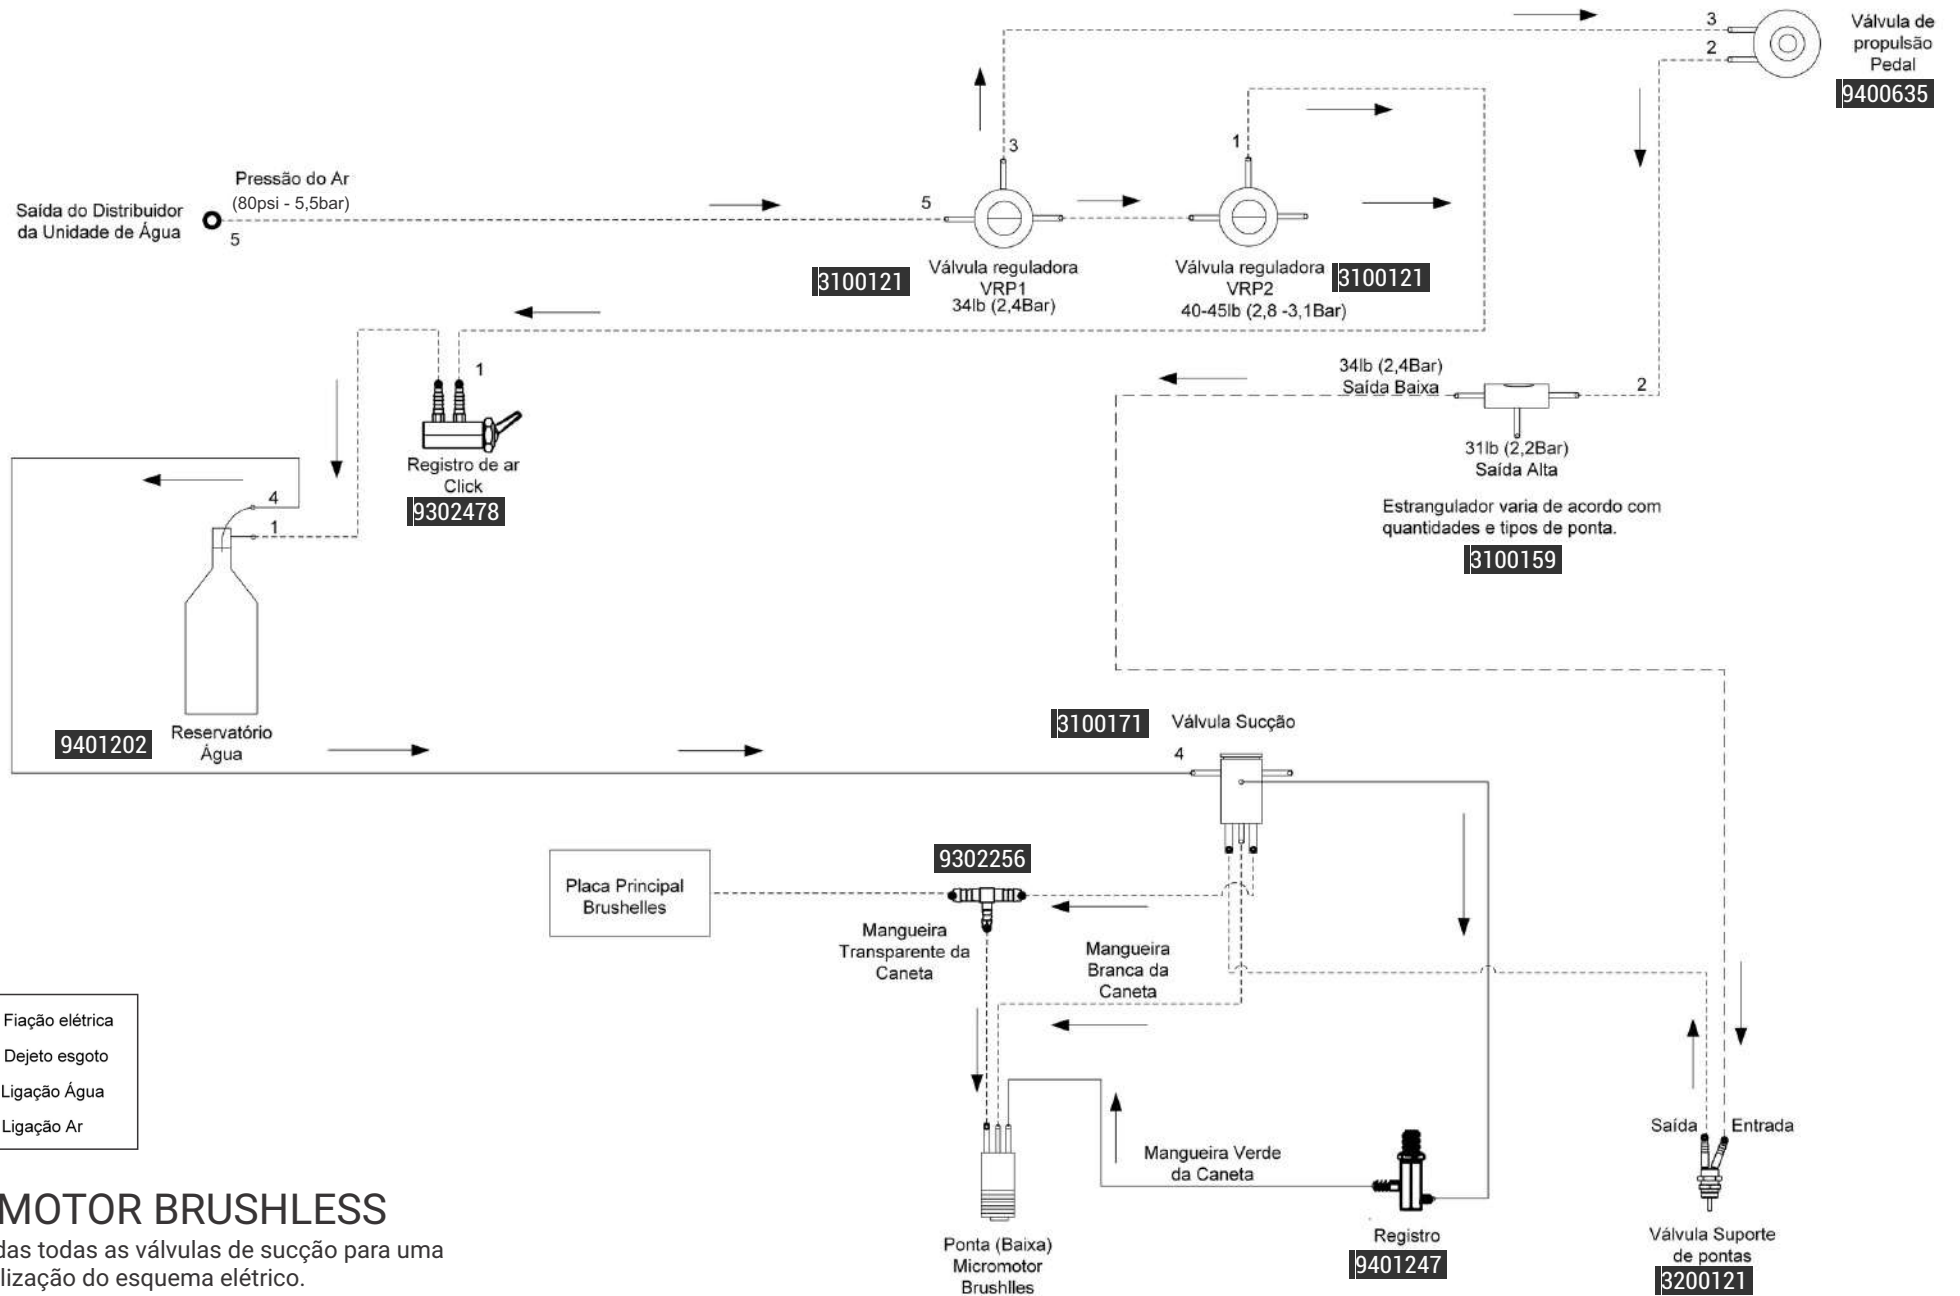 3
2
Válvula de
propulsão
Pedal
9400635
3
1
Pressão do Ar
(80psi - 5,5bar)
Saída do Distribuidor
da Unidade de Água
5
5
3100121
Válvula reguladora
VRP1
34lb (2,4Bar)
Válvula reguladora
VRP2
40-45lb (2,8 -3,1Bar)
3100121
1
Registro de ar
Click
9302478
34lb (2,4Bar)
Saída Baixa
2
31lb (2,2Bar)
Saída Alta
Estrangulador varia de acordo com
quantidades e tipos de ponta.
3100159
4
1
9401202
Reservatório
Água
3100171
Válvula Sucção
4
Placa Principal
Brushelles
9302256
Mangueira
Transparente da
Caneta
Mangueira
Branca da
Caneta
Fiação elétrica
Dejeto esgoto
Ligação Água
Ligação Ar
Saída
Entrada
Mangueira Verde
da Caneta
Ponta (Baixa)
Micromotor
Brushlles
Registro
9401247
Válvula Suporte
de pontas
3200121
MOTOR BRUSHLESS
das todas as válvulas de sucção para uma
lização do esquema elétrico.